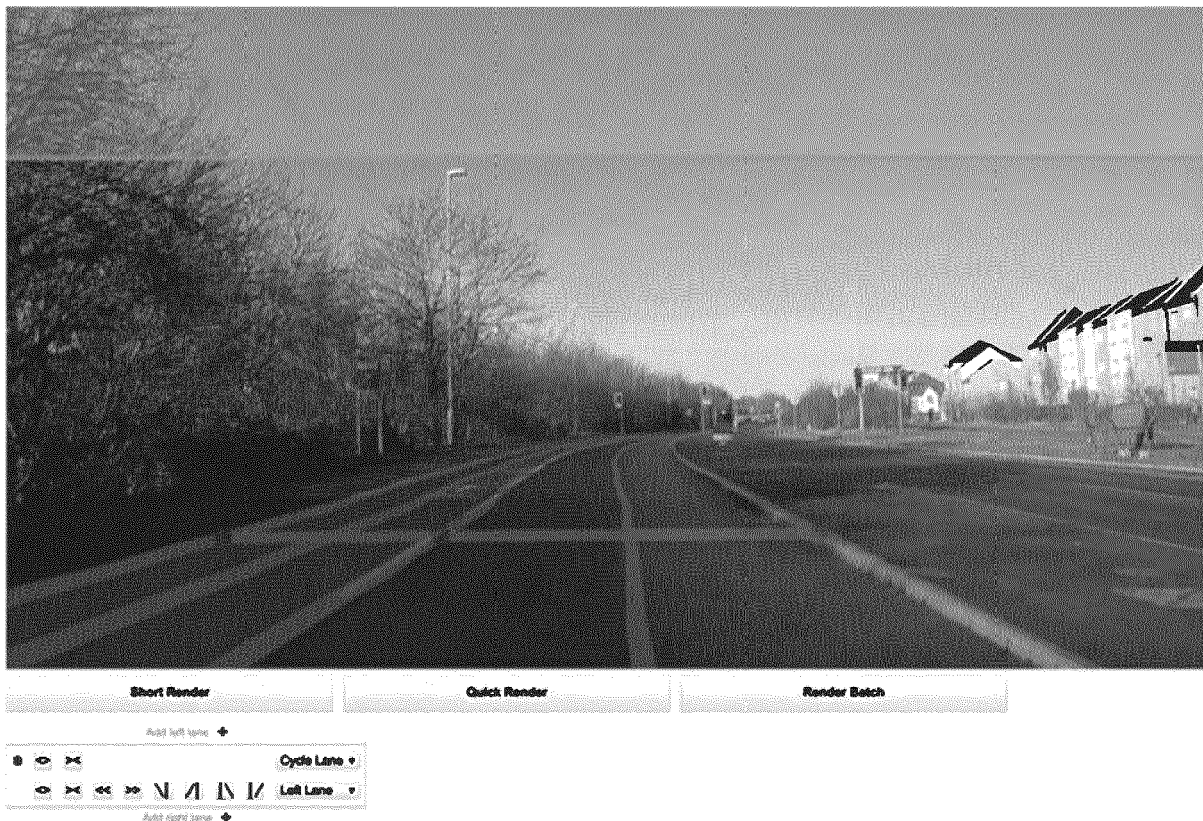 Short Render Quick Render Render Batch
Add left lane +
Cycle Lane ▼
Left Lane ▼
Add right lane +